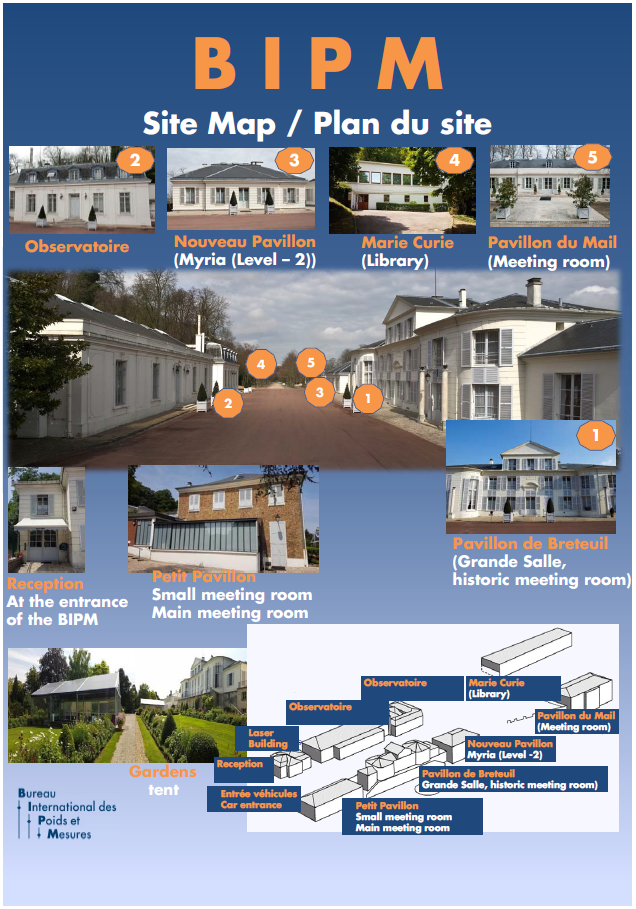 B I P M
Site Map / Plan du site
2
3
4
5
Observatoire
Nouveau Pavillon
(Myria (Level – 2))
Marie Curie
(Library)
Pavillon du Mail
(Meeting room)
4
5
3
1
2
1
Pavillon de Breteuil
(Grande Salle,
historic meeting room)
Reception
At the entrance
of the BIPM
Petit Pavillon
Small meeting room
Main meeting room
Gardens
tent
Observatoire
Marie Curie
(Library)
Observatoire
Pavillon du Mail
(Meeting room)
Laser
Building
Nouveau Pavillon
Myria (Level -2)
Reception
Pavillon de Breteuil
Grande Salle, historic meeting room)
Entrée véhicules
Car entrance
Petit Pavillon
Small meeting room
Main meeting room
Bureau
International des
Poids et
Mesures